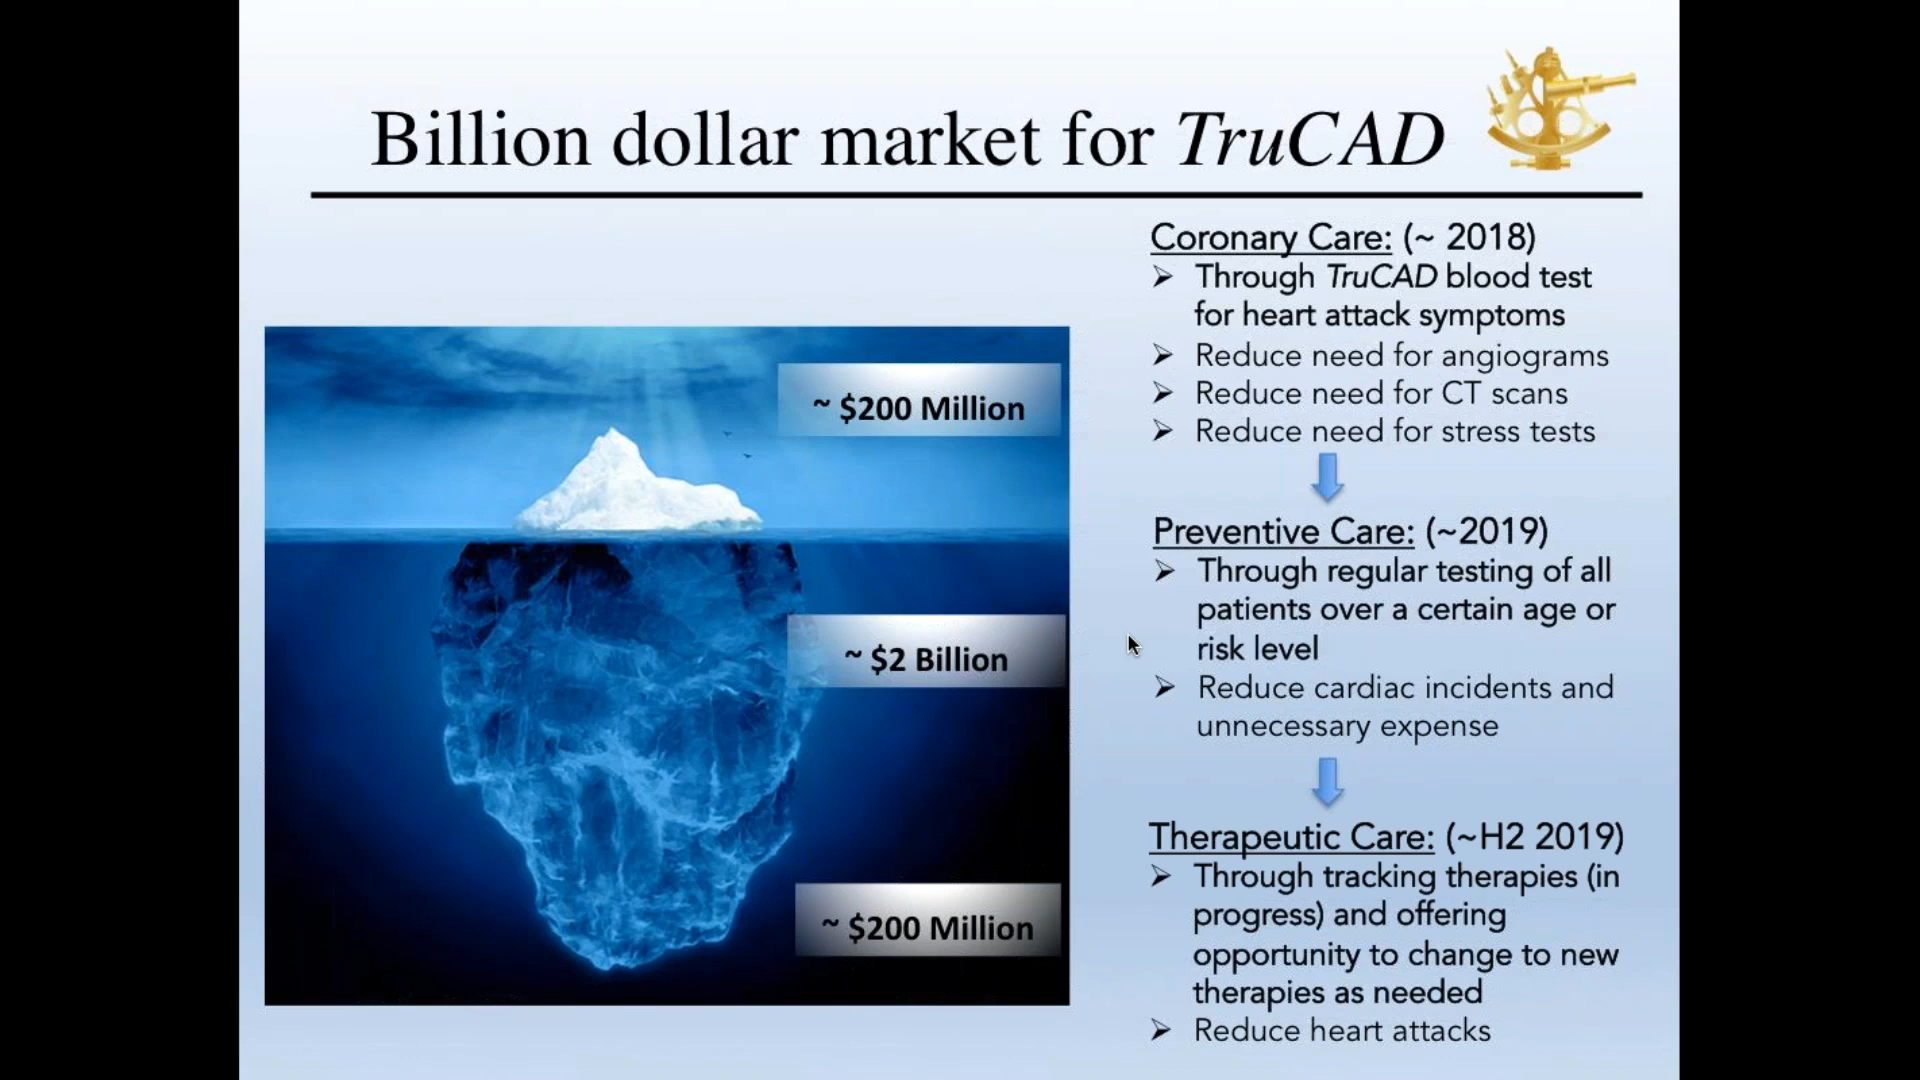 Billion dollar market for TruCAD
~ $200 Million
~ $2 Billion
~ $200 Million
Coronary Care: (~ 2018)
➢ Through TruCAD blood test
for heart attack symptoms
➢ Reduce need for angiograms
➢ Reduce need for CT scans
➢ Reduce need for stress tests
Preventive Care: (~2019)
➢ Through regular testing of all
patients over a certain age or
risk level
➢ Reduce cardiac incidents and
unnecessary expense
Therapeutic Care: (~H2 2019)
➢ Through tracking therapies (in
progress) and offering
opportunity to change to new
therapies as needed
➢ Reduce heart attacks